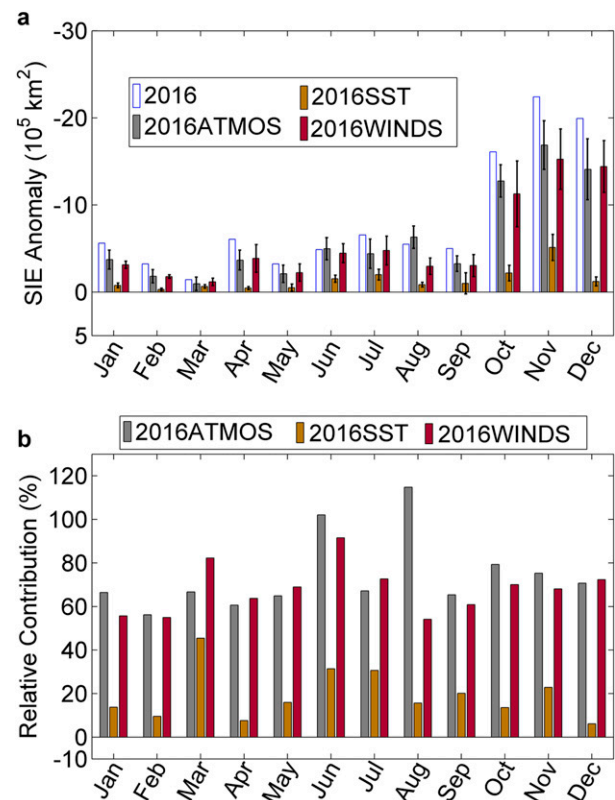 a
-30
-20
-10
0
5
SIE Anomaly (10⁵ km²)
2016
2016SST
2016ATMOS
2016WINDS
Jan
Feb
Mar
Apr
May
Jun
Jul
Aug
Sep
Oct
Nov
Dec
b
2016ATMOS
2016SST
2016WINDS
120
100
80
60
40
20
0
-10
Relative Contribution (%)
Jan
Feb
Mar
Apr
May
Jun
Jul
Aug
Sep
Oct
Nov
Dec